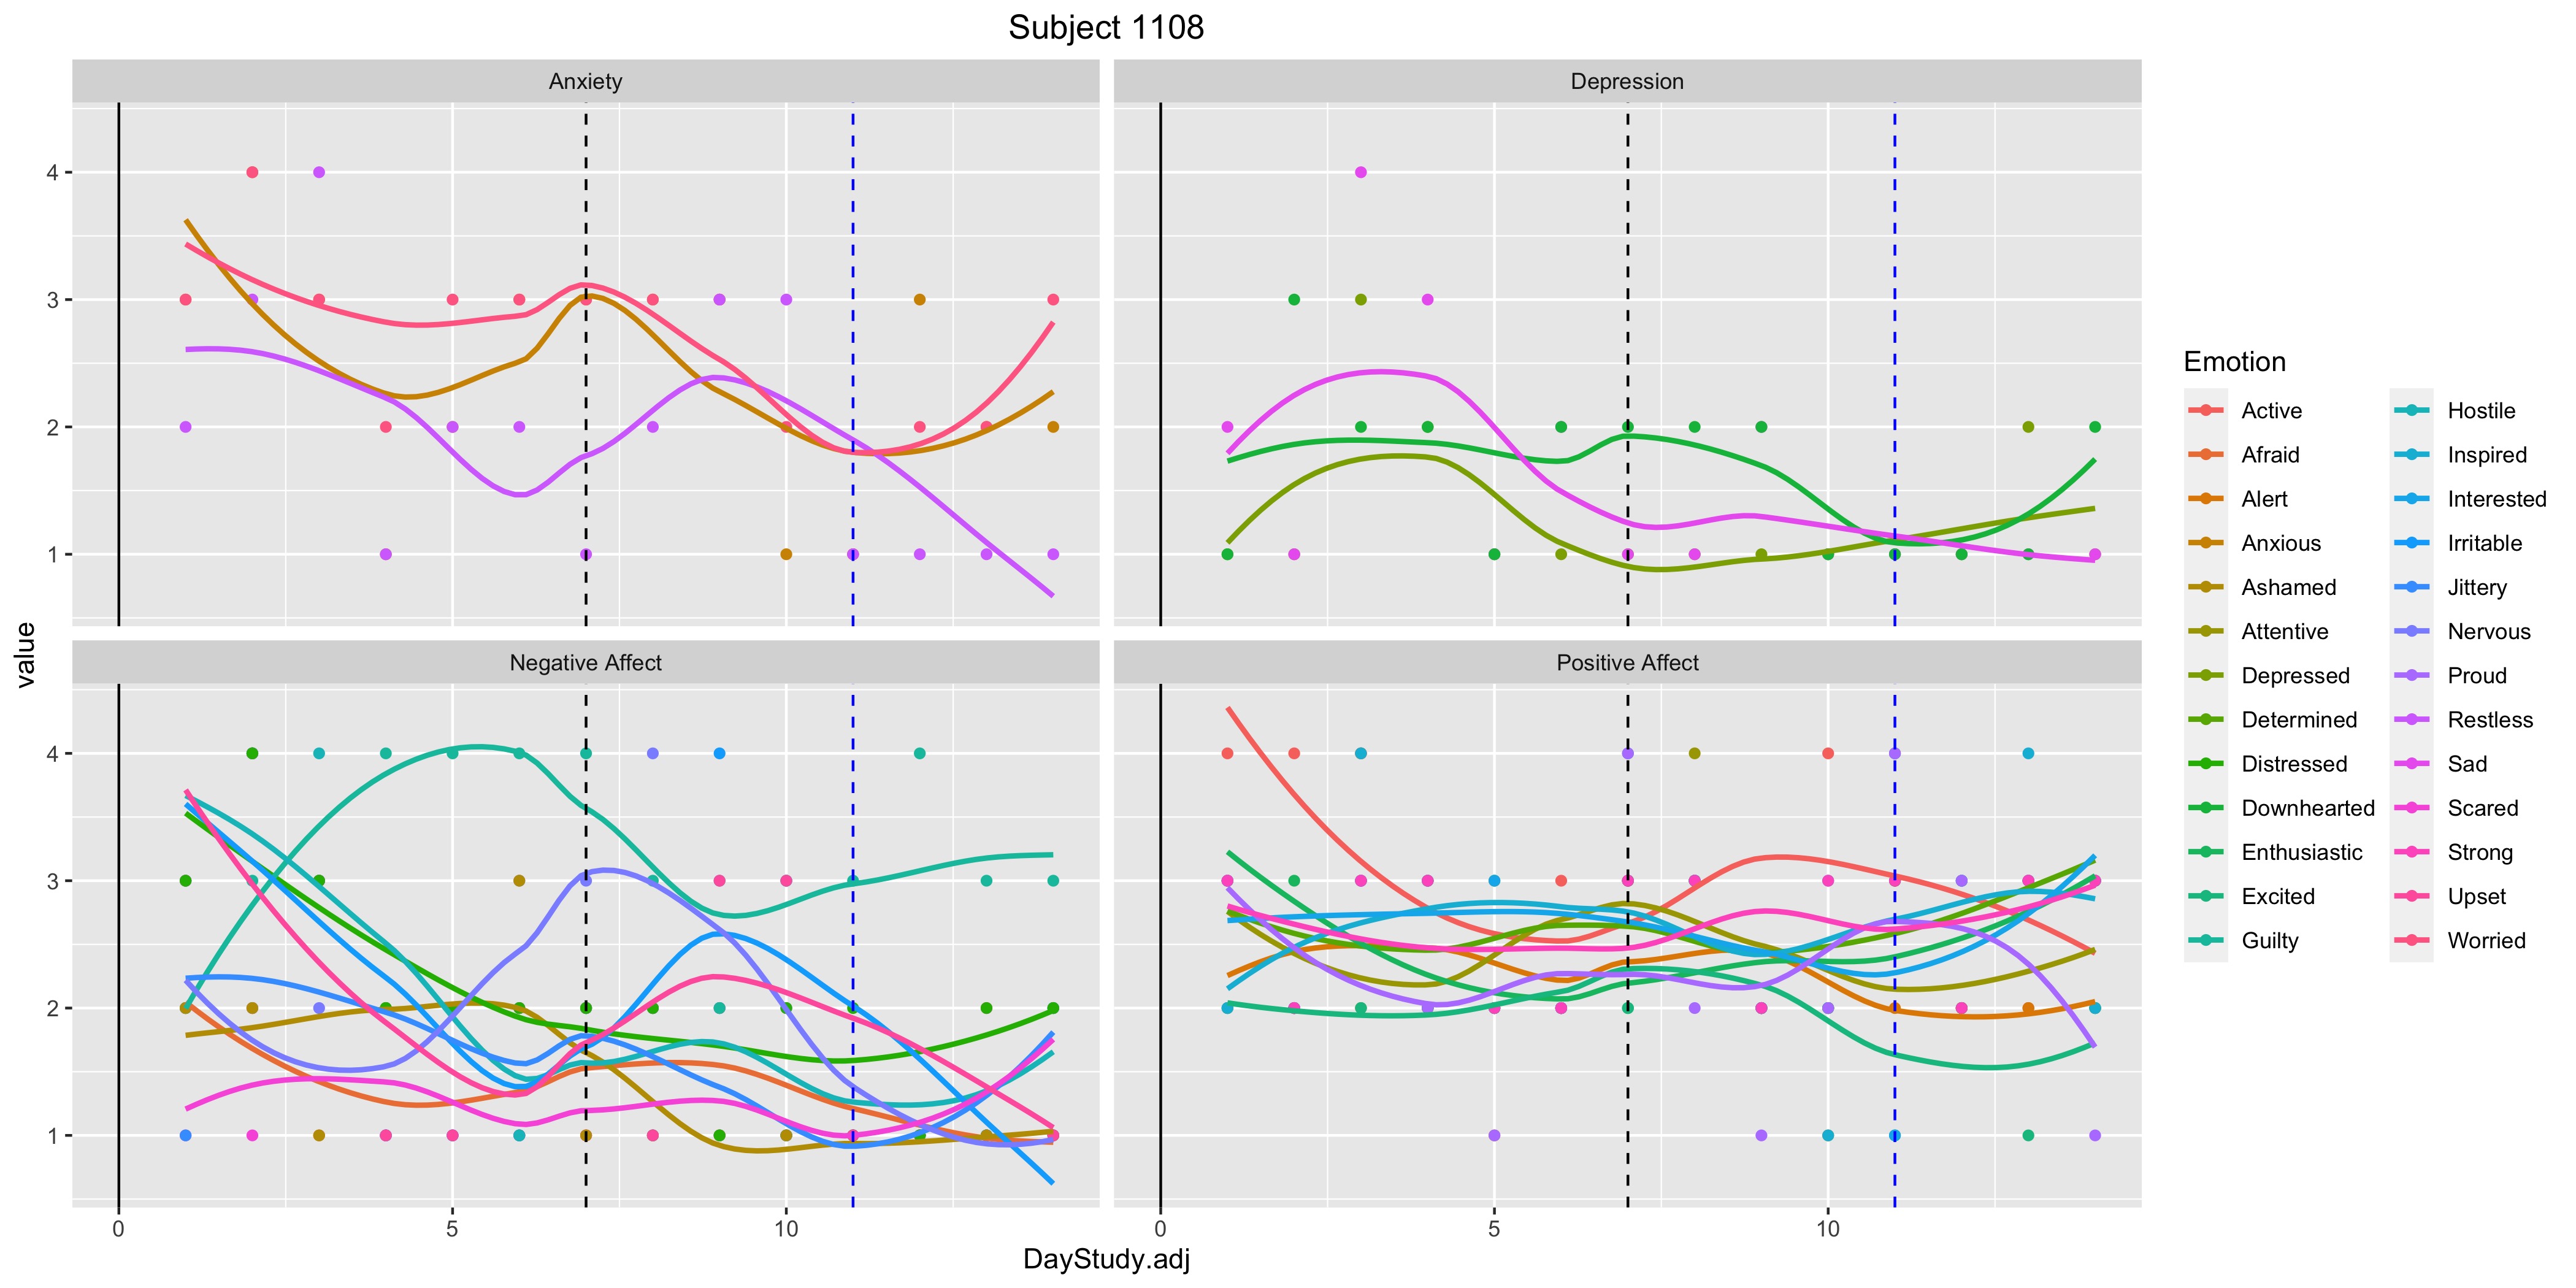 Subject 1108
Anxiety
Depression
4
3
2
1
value
Negative Affect
Positive Affect
4
3
2
1
0
5
10
0
5
10
DayStudy.adj
Emotion
Active
Afraid
Alert
Anxious
Ashamed
Attentive
Depressed
Determined
Distressed
Downhearted
Enthusiastic
Excited
Guilty
Hostile
Inspired
Interested
Irritable
Jittery
Nervous
Proud
Restless
Sad
Scared
Strong
Upset
Worried